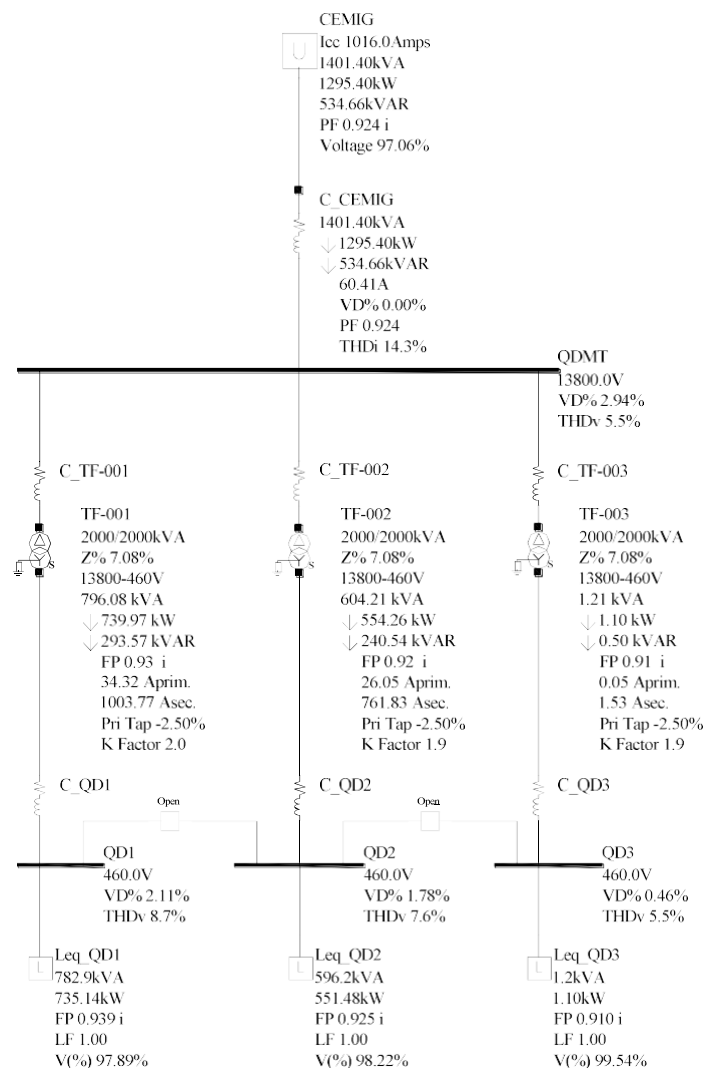 CEMIG
U
Icc 1016.0Amps
1401.40kVA
1295.40kW
534.66kVAR
PF 0.924 i
Voltage 97.06%
C_CEMIG
1401.40kVA
↓ 1295.40kW
↓ 534.66kVAR
60.41A
VD% 0.00%
PF 0.924
THDi 14.3%
QDMT
13800.0V
VD% 2.94%
THDv 5.5%
C_TF-001
TF-001
2000/2000kVA
Z% 7.08%
13800-460V
S
796.08 kVA
↓ 739.97 kW
↓ 293.57 kVAR
FP 0.93 i
34.32 Aprim.
1003.77 Asec.
Pri Tap -2.50%
K Factor 2.0
C_TF-002
TF-002
2000/2000kVA
Z% 7.08%
13800-460V
S
604.21 kVA
↓ 554.26 kW
↓ 240.54 kVAR
FP 0.92 i
26.05 Aprim.
761.83 Asec.
Pri Tap -2.50%
K Factor 1.9
C_TF-003
TF-003
2000/2000kVA
Z% 7.08%
13800-460V
S
1.21 kVA
↓ 1.10 kW
↓ 0.50 kVAR
FP 0.91 i
0.05 Aprim.
1.53 Asec.
Pri Tap -2.50%
K Factor 1.9
C_QD1
Open
C_QD2
Open
C_QD3
QD1
460.0V
VD% 2.11%
THDv 8.7%
QD2
460.0V
VD% 1.78%
THDv 7.6%
QD3
460.0V
VD% 0.46%
THDv 5.5%
Leq_QD1
L
782.9kVA
735.14kW
FP 0.939 i
LF 1.00
V(%) 97.89%
Leq_QD2
L
596.2kVA
551.48kW
FP 0.925 i
LF 1.00
V(%) 98.22%
Leq_QD3
L
1.2kVA
1.10kW
FP 0.910 i
LF 1.00
V(%) 99.54%